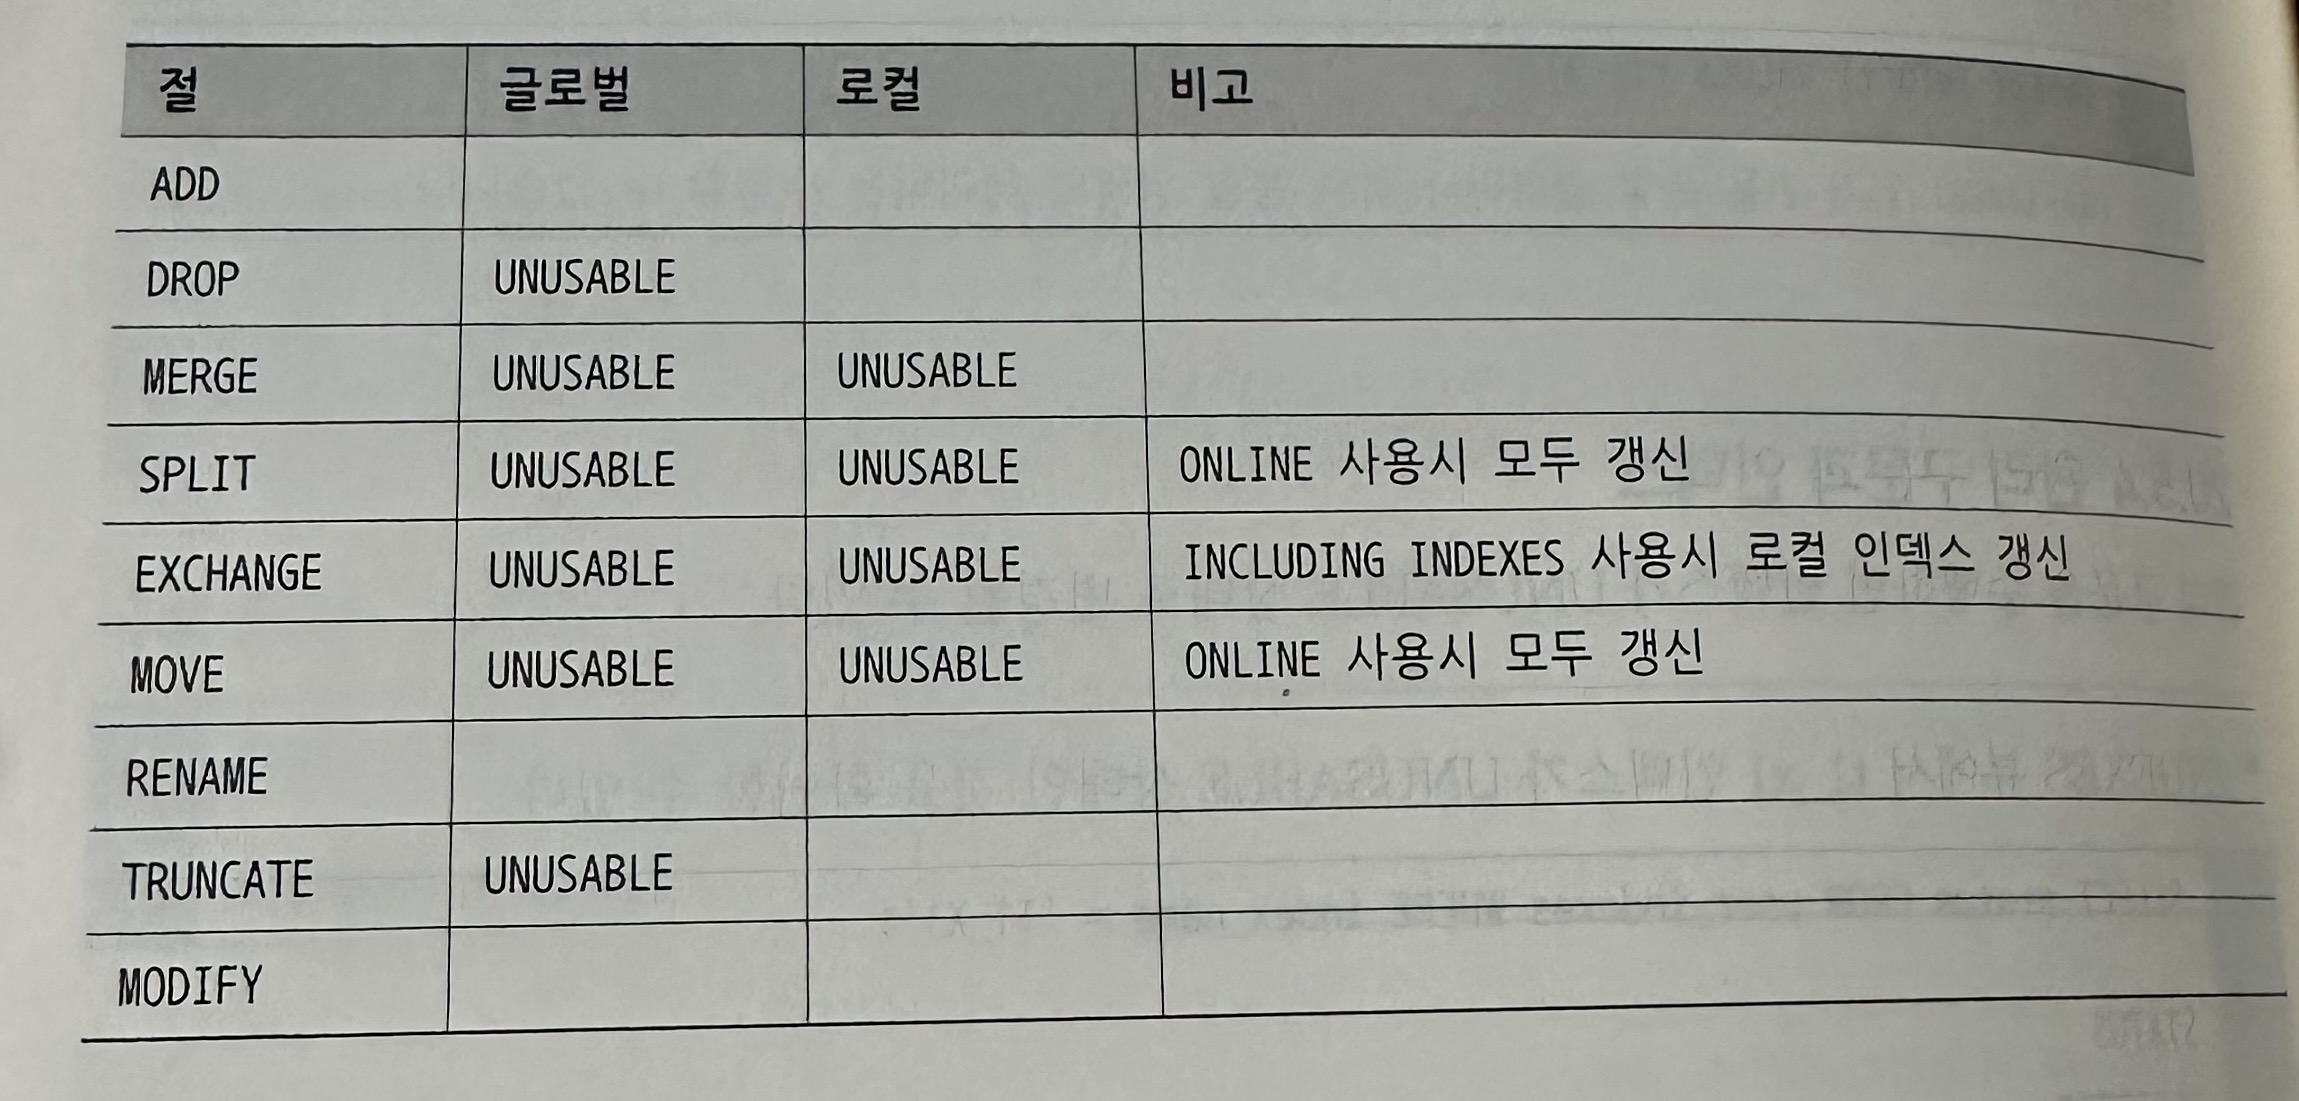 절 글로벌 로컬 비고
ADD
DROP UNUSABLE
MERGE UNUSABLE UNUSABLE
SPLIT UNUSABLE UNUSABLE ONLINE 사용시 모두 갱신
EXCHANGE UNUSABLE UNUSABLE INCLUDING INDEXES 사용시 로컬 인덱스 갱신
MOVE UNUSABLE UNUSABLE ONLINE 사용시 모두 갱신
RENAME
TRUNCATE UNUSABLE
MODIFY